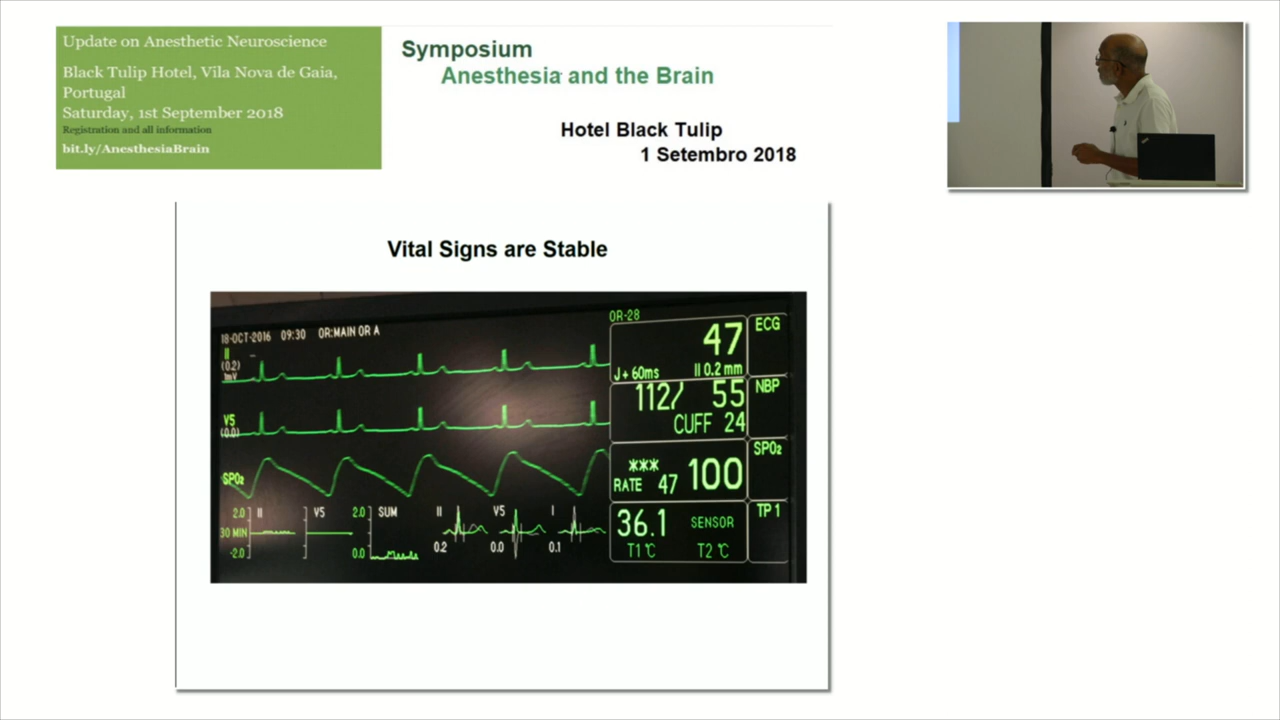 Update on Anesthetic Neuroscience
Black Tulip Hotel, Vila Nova de Gaia,
Portugal
Saturday, 1st September 2018
Registration and all information
bit.ly/AnesthesiaBrain
Symposium
Anesthesia and the Brain
Hotel Black Tulip
1 Setembro 2018
Vital Signs are Stable
18-OCT-2016 09:30 OR:MAIN OR A
II
(0.2)
1mV
V5
(0.0)
SPO₂
2.0 II V5 2.0 SUM II V5 I
30 MIN
-2.0 0.0 0.2 0.0 0.1
OR-28
47 ECG
J + 60ms II 0.2 mm
112/ 55 NBP
CUFF 24
*** 100 SPO₂
RATE 47
36.1 SENSOR TP 1
T1 °C T2 °C